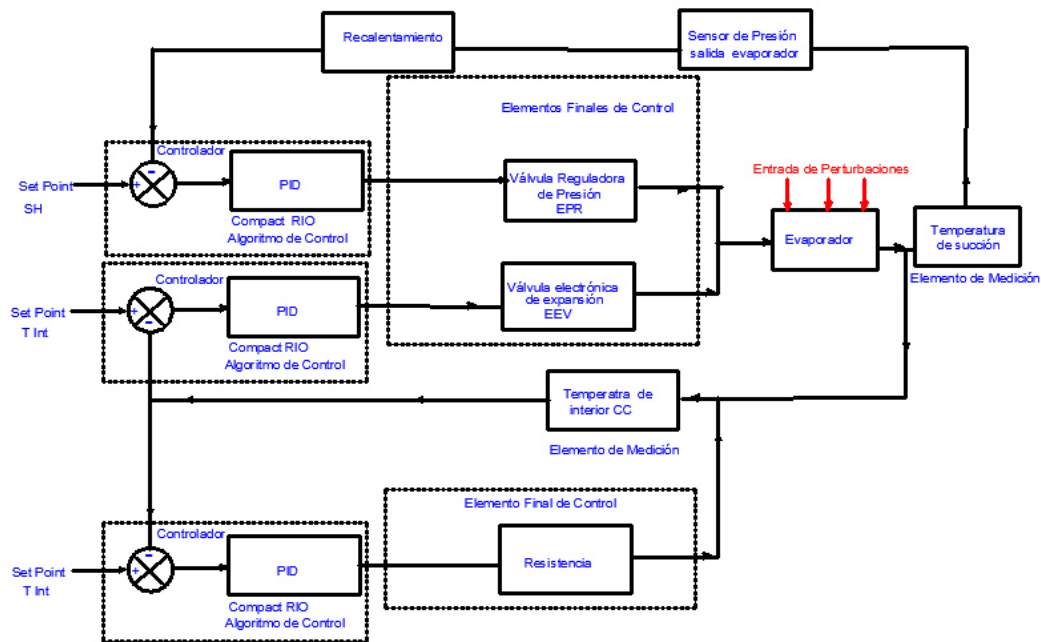 Recalentamiento
Sensor de Presión
salida evaporador
Elementos Finales de Control
Controlador
-
+
PID
Set Point
SH
Compact RIO
Algoritmo de Control
Válvula Reguladora
de Presión
EPR
Entrada de Perturbaciones
Evaporador
Temperatura
de succión
Elemento de Medición
Controlador
+
-
PID
Set Point
T Int
Compact RIO
Algoritmo de Control
Válvula electrónica
de expansión
EEV
Temperatra de
interior CC
Elemento de Medición
Elemento Final de Control
Controlador
-
+
PID
Set Point
T Int
Compact RIO
Algoritmo de Control
Resistencia